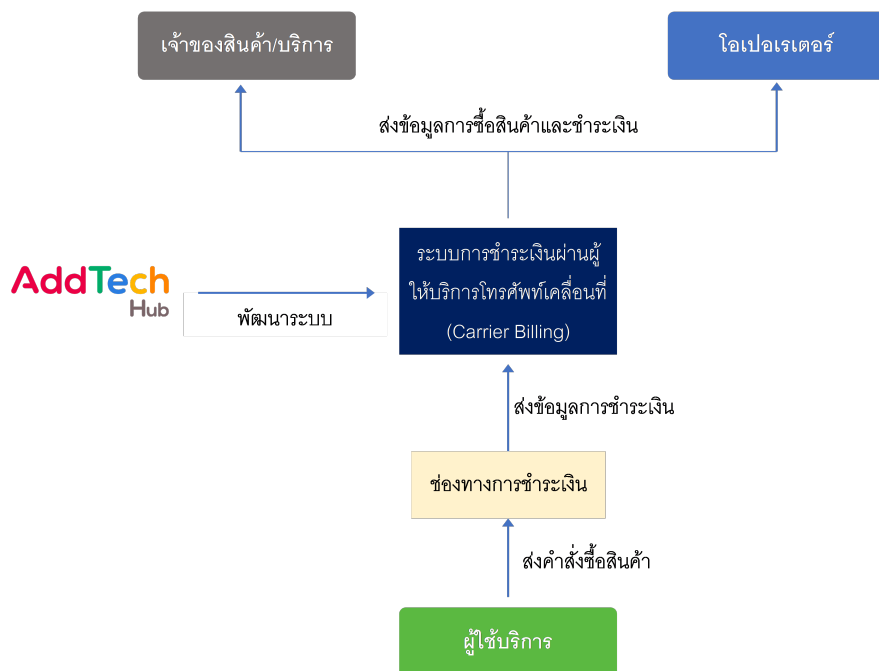 เจ้าของสินค้า/บริการ
โอเปอเรเตอร์
ส่งข้อมูลการซื้อสินค้าและชำระเงิน
ระบบการชำระเงินผ่านผู้
ให้บริการโทรศัพท์เคลื่อนที่
(Carrier Billing)
AddTech
Hub
พัฒนาระบบ
ส่งข้อมูลการชำระเงิน
ช่องทางการชำระเงิน
ส่งคำสั่งซื้อสินค้า
ผู้ใช้บริการ